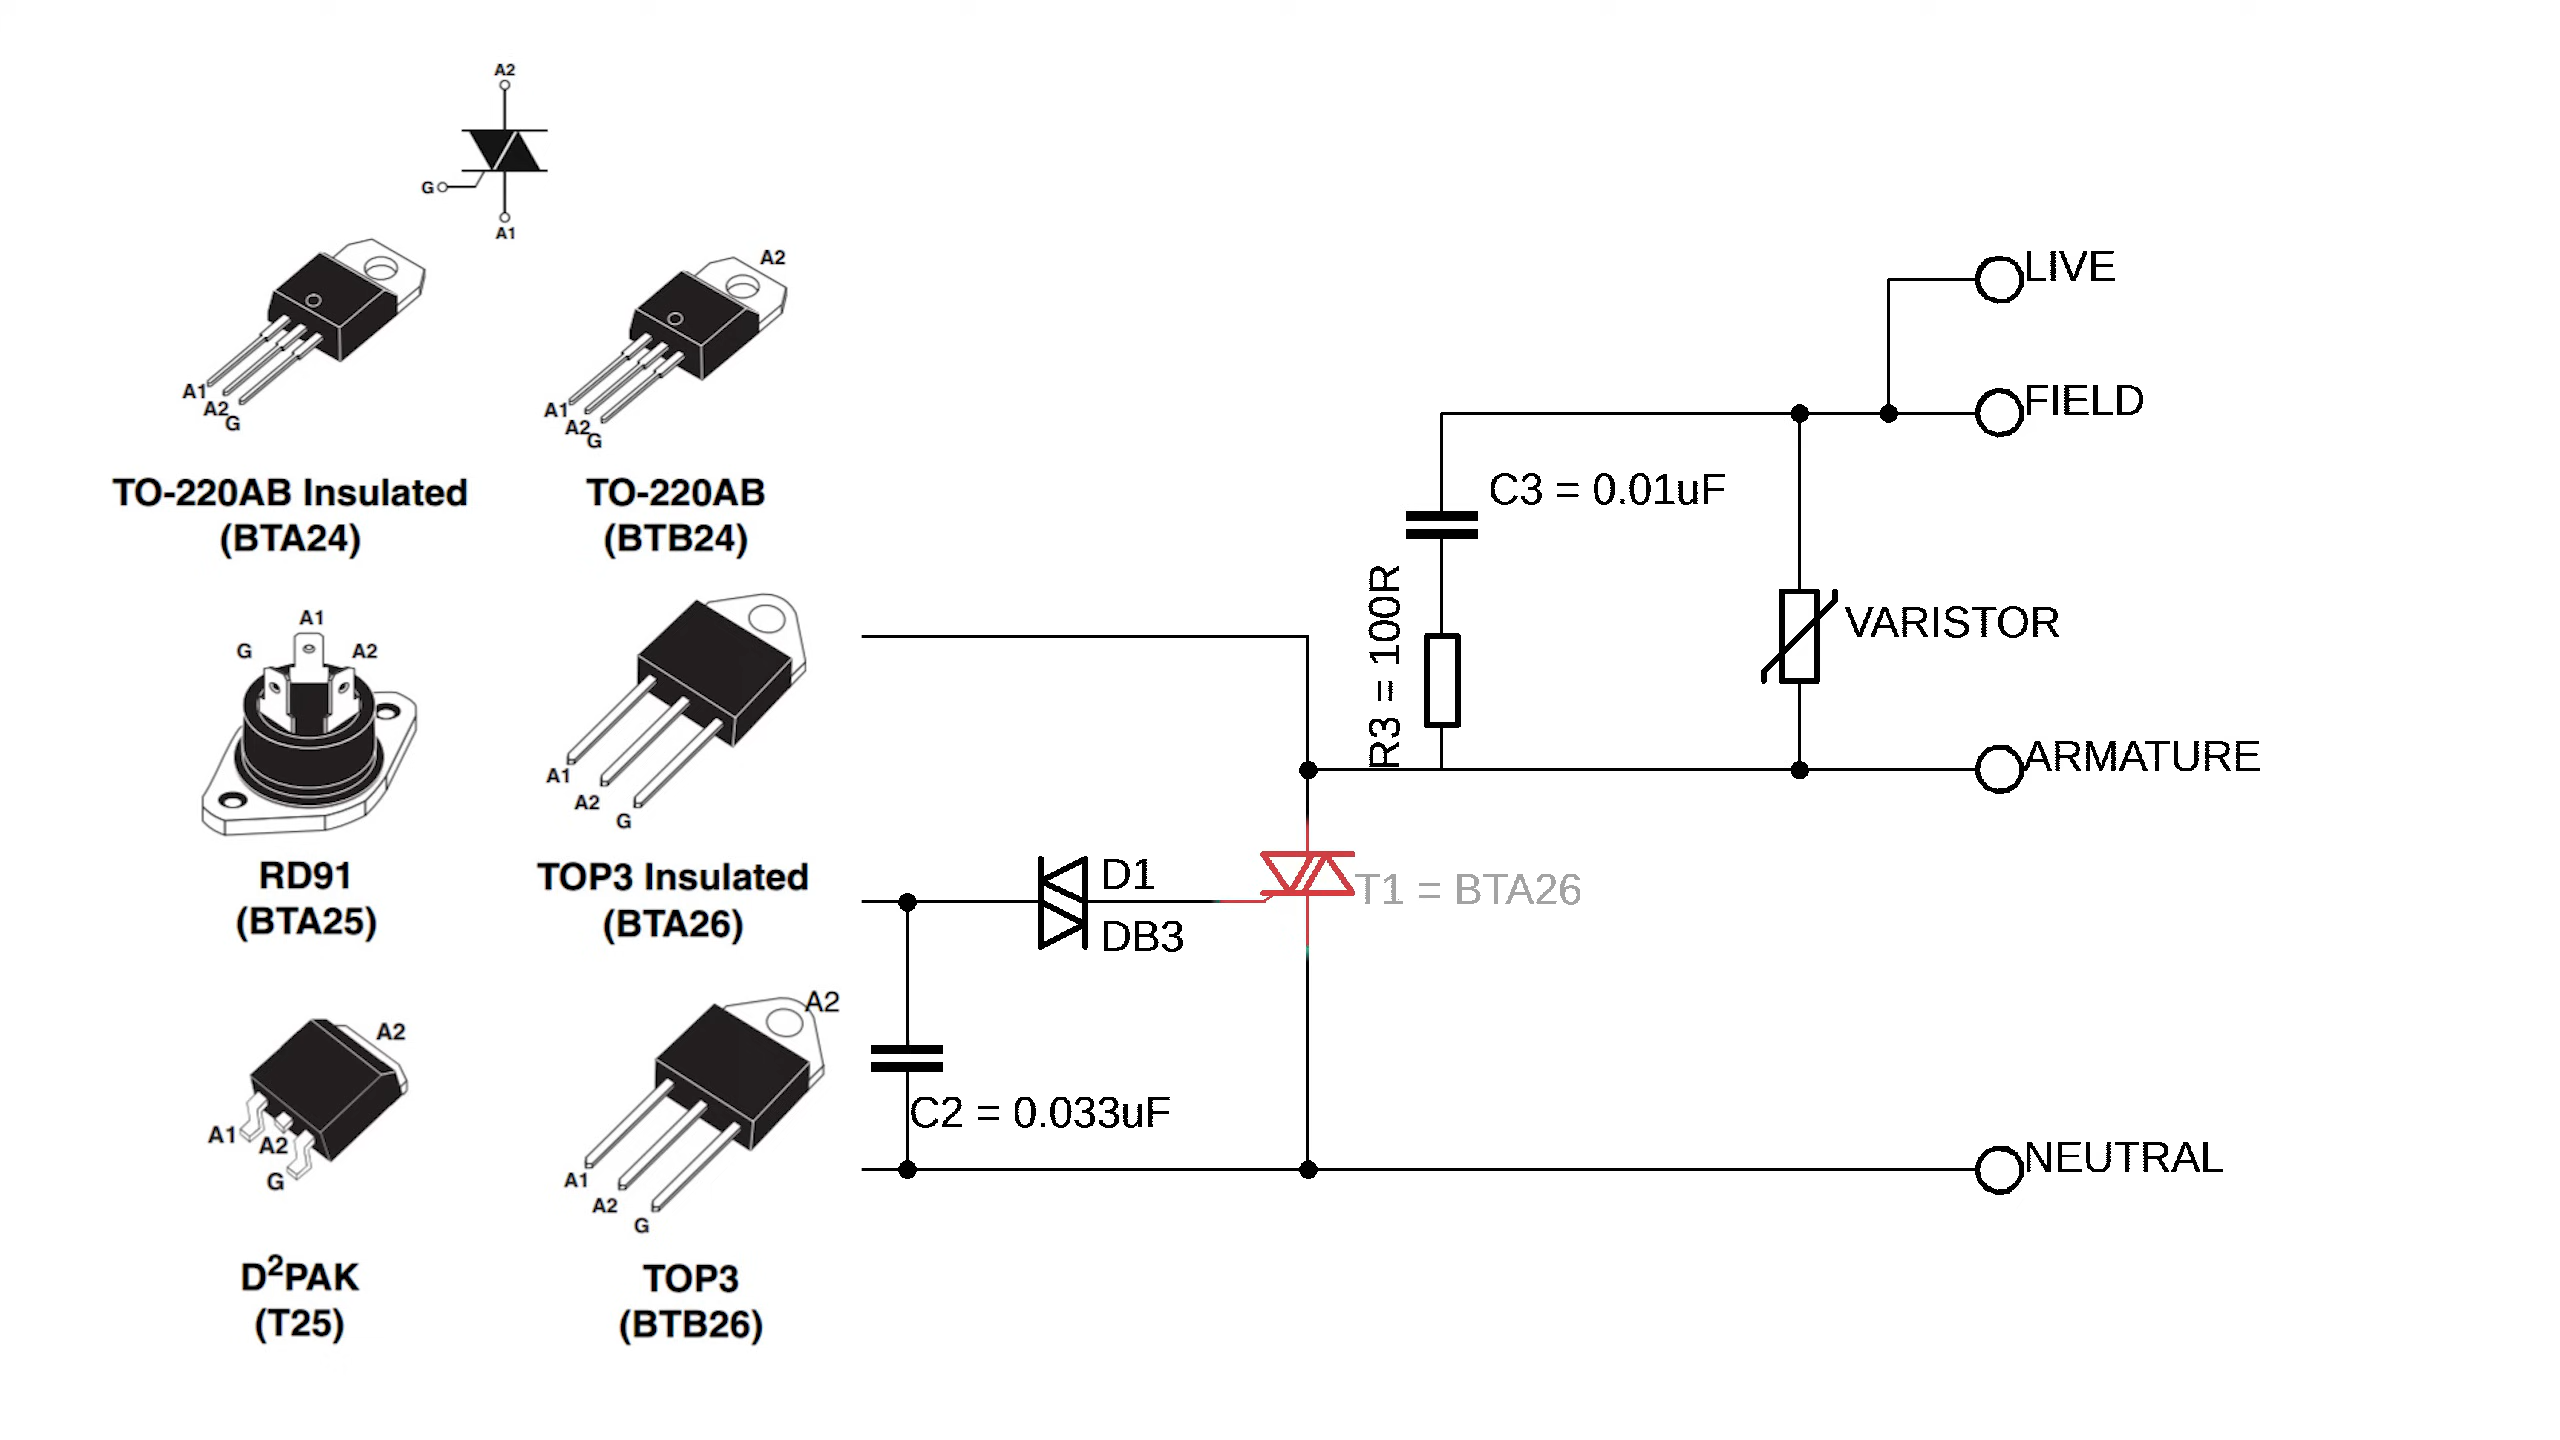 A2
G
A1
A1
A2
G
TO-220AB Insulated
(BTA24)
A2
A1
A2
G
TO-220AB
(BTB24)
A1
G
A2
RD91
(BTA25)
A1
A2
G
TOP3 Insulated
(BTA26)
A2
A1
A2
G
D²PAK
(T25)
A2
A1
A2
G
TOP3
(BTB26)
LIVE
FIELD
C3 = 0.01uF
R3 = 100R
VARISTOR
ARMATURE
D1
DB3
T1 = BTA26
C2 = 0.033uF
NEUTRAL